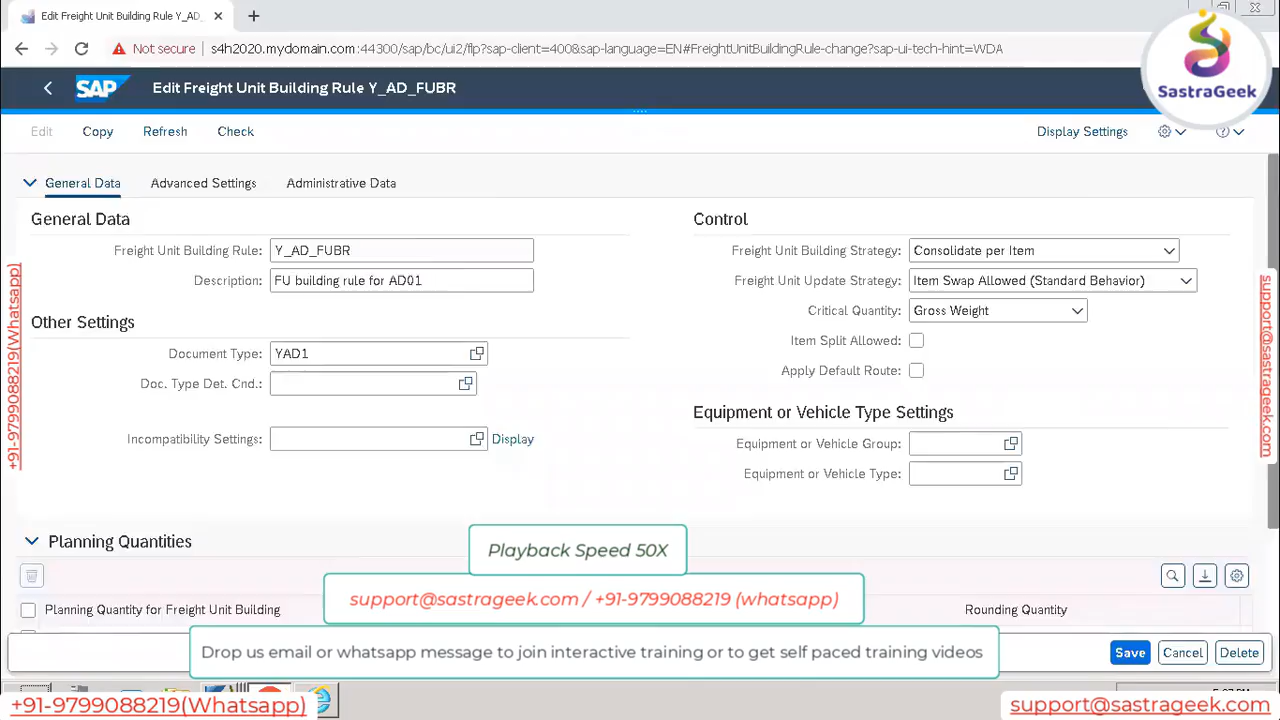 Edit Freight Unit Building Rule Y_AD_
Not secure
s4h2020.mydomain.com:44300/sap/bc/ui2/flp?sap-client=400&sap-language=EN#FreightUnitBuildingRule-change?sap-ui-tech-hint=WDA
SastraGeek
SAP
Edit Freight Unit Building Rule Y_AD_FUBR
Edit
Copy
Refresh
Check
Display Settings
General Data
Advanced Settings
Administrative Data
General Data
Freight Unit Building Rule: Y_AD_FUBR
Description: FU building rule for AD01
Other Settings
Document Type: YAD1
Doc. Type Det. Cnd.:
Incompatibility Settings:
Display
Control
Freight Unit Building Strategy: Consolidate per Item
Freight Unit Update Strategy: Item Swap Allowed (Standard Behavior)
Critical Quantity: Gross Weight
Item Split Allowed:
Apply Default Route:
Equipment or Vehicle Type Settings
Equipment or Vehicle Group:
Equipment or Vehicle Type:
+91-9799088219(Whatsapp)
support@sastrageek.com
Planning Quantities
Playback Speed 50X
support@sastrageek.com / +91-9799088219 (whatsapp)
Planning Quantity for Freight Unit Building
Rounding Quantity
Drop us email or whatsapp message to join interactive training or to get self paced training videos
Save
Cancel
Delete
+91-9799088219(Whatsapp)
support@sastrageek.com